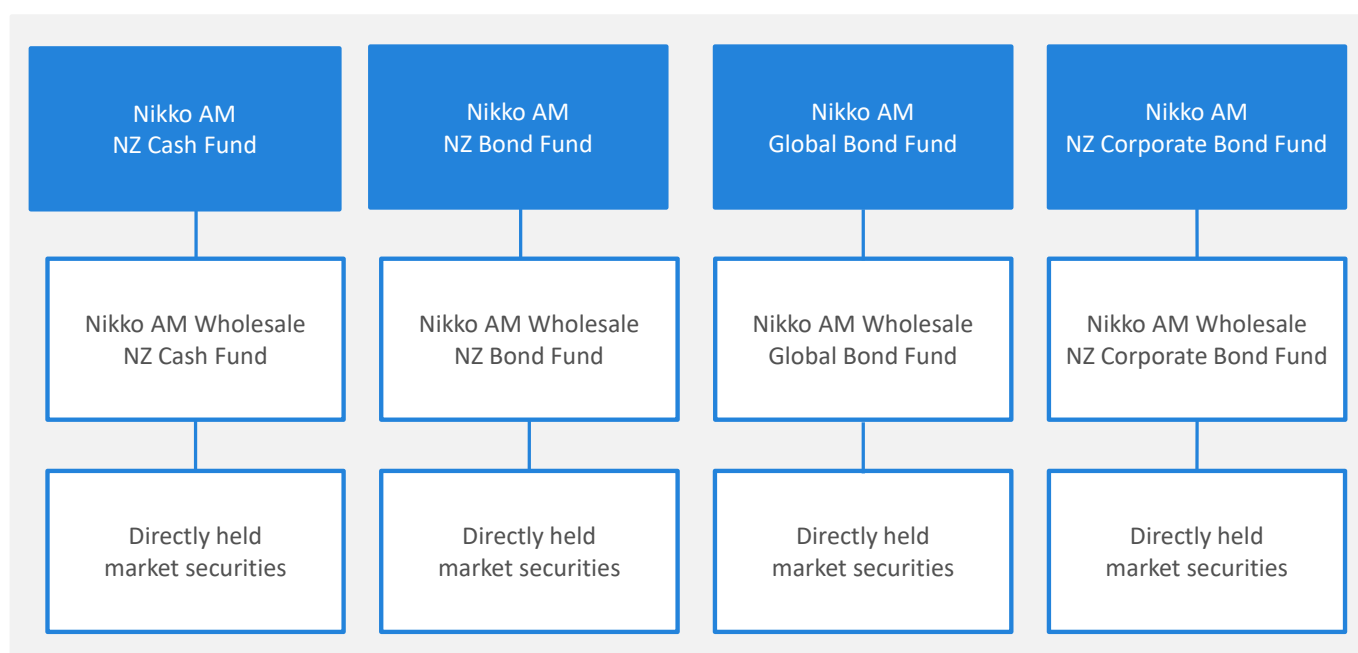 Nikko AM
NZ Cash Fund
Nikko AM
NZ Bond Fund
Nikko AM
Global Bond Fund
Nikko AM
NZ Corporate Bond Fund
Nikko AM Wholesale
NZ Cash Fund
Nikko AM Wholesale
NZ Bond Fund
Nikko AM Wholesale
Global Bond Fund
Nikko AM Wholesale
NZ Corporate Bond Fund
Directly held
market securities
Directly held
market securities
Directly held
market securities
Directly held
market securities